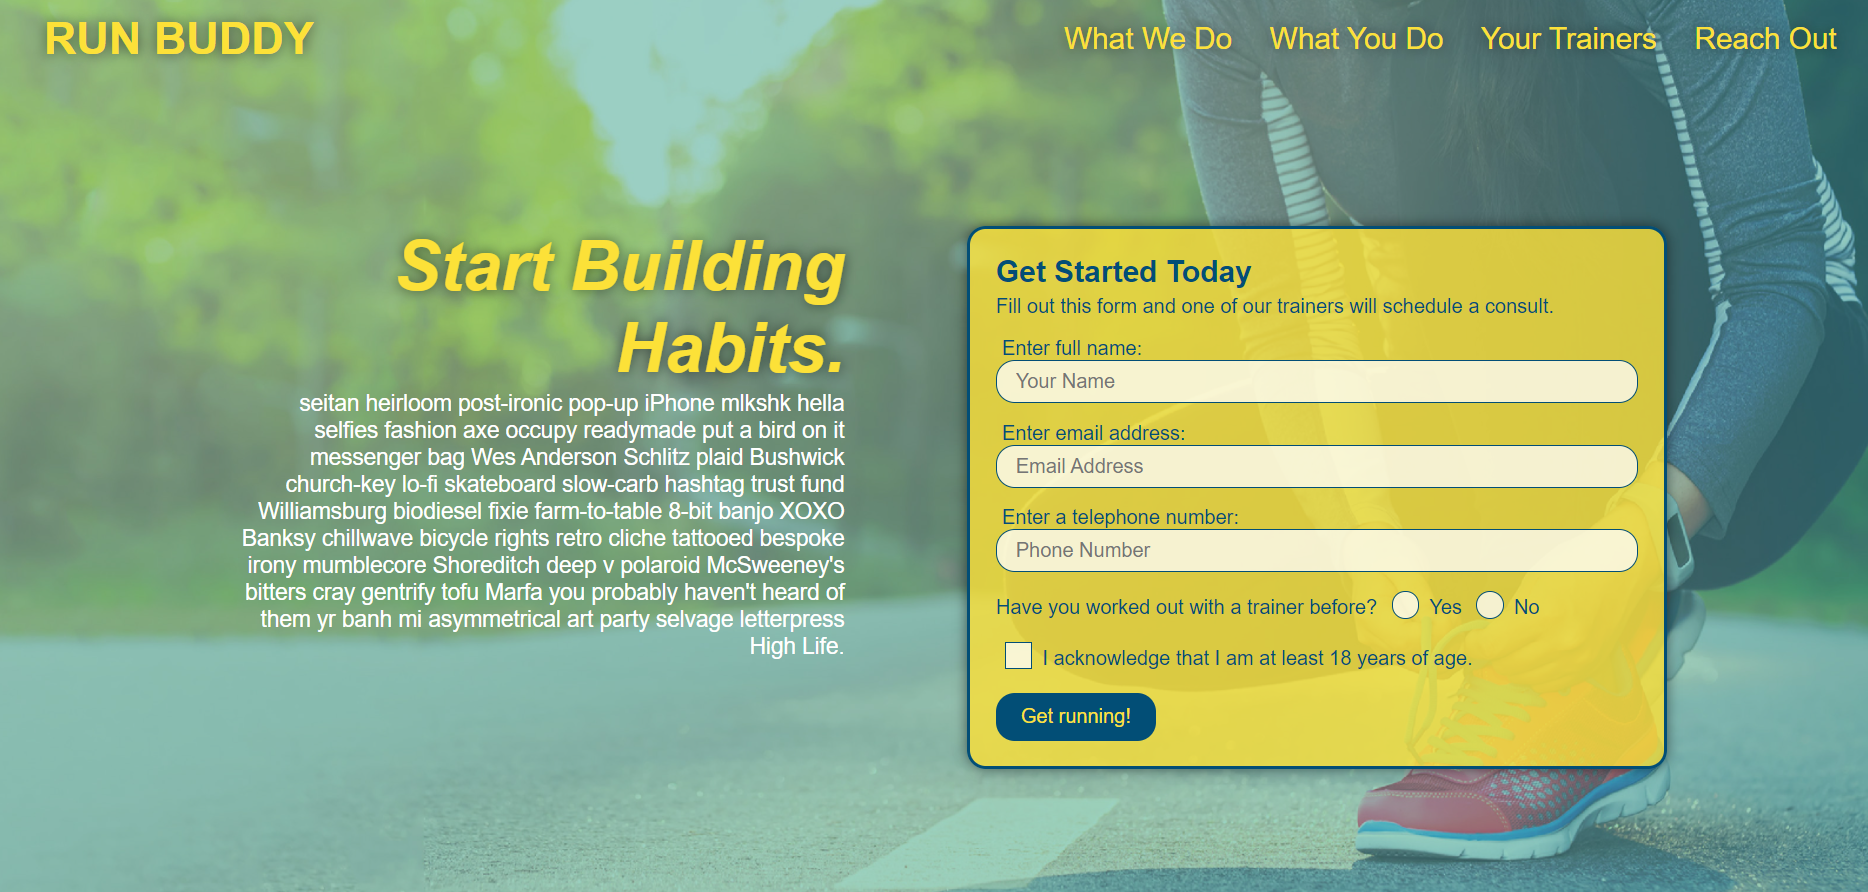 RUN BUDDY
What We Do What You Do Your Trainers Reach Out
Start Building
Habits.
seitan heirloom post-ironic pop-up iPhone mlkshk hella
selfies fashion axe occupy readymade put a bird on it
messenger bag Wes Anderson Schlitz plaid Bushwick
church-key lo-fi skateboard slow-carb hashtag trust fund
Williamsburg biodiesel fixie farm-to-table 8-bit banjo XOXO
Banksy chillwave bicycle rights retro cliche tattooed bespoke
irony mumblecore Shoreditch deep v polaroid McSweeney's
bitters cray gentrify tofu Marfa you probably haven't heard of
them yr banh mi asymmetrical art party selvage letterpress
High Life.
Get Started Today
Fill out this form and one of our trainers will schedule a consult.
Enter full name:
Your Name
Enter email address:
Email Address
Enter a telephone number:
Phone Number
Have you worked out with a trainer before? Yes No
I acknowledge that I am at least 18 years of age.
Get running!